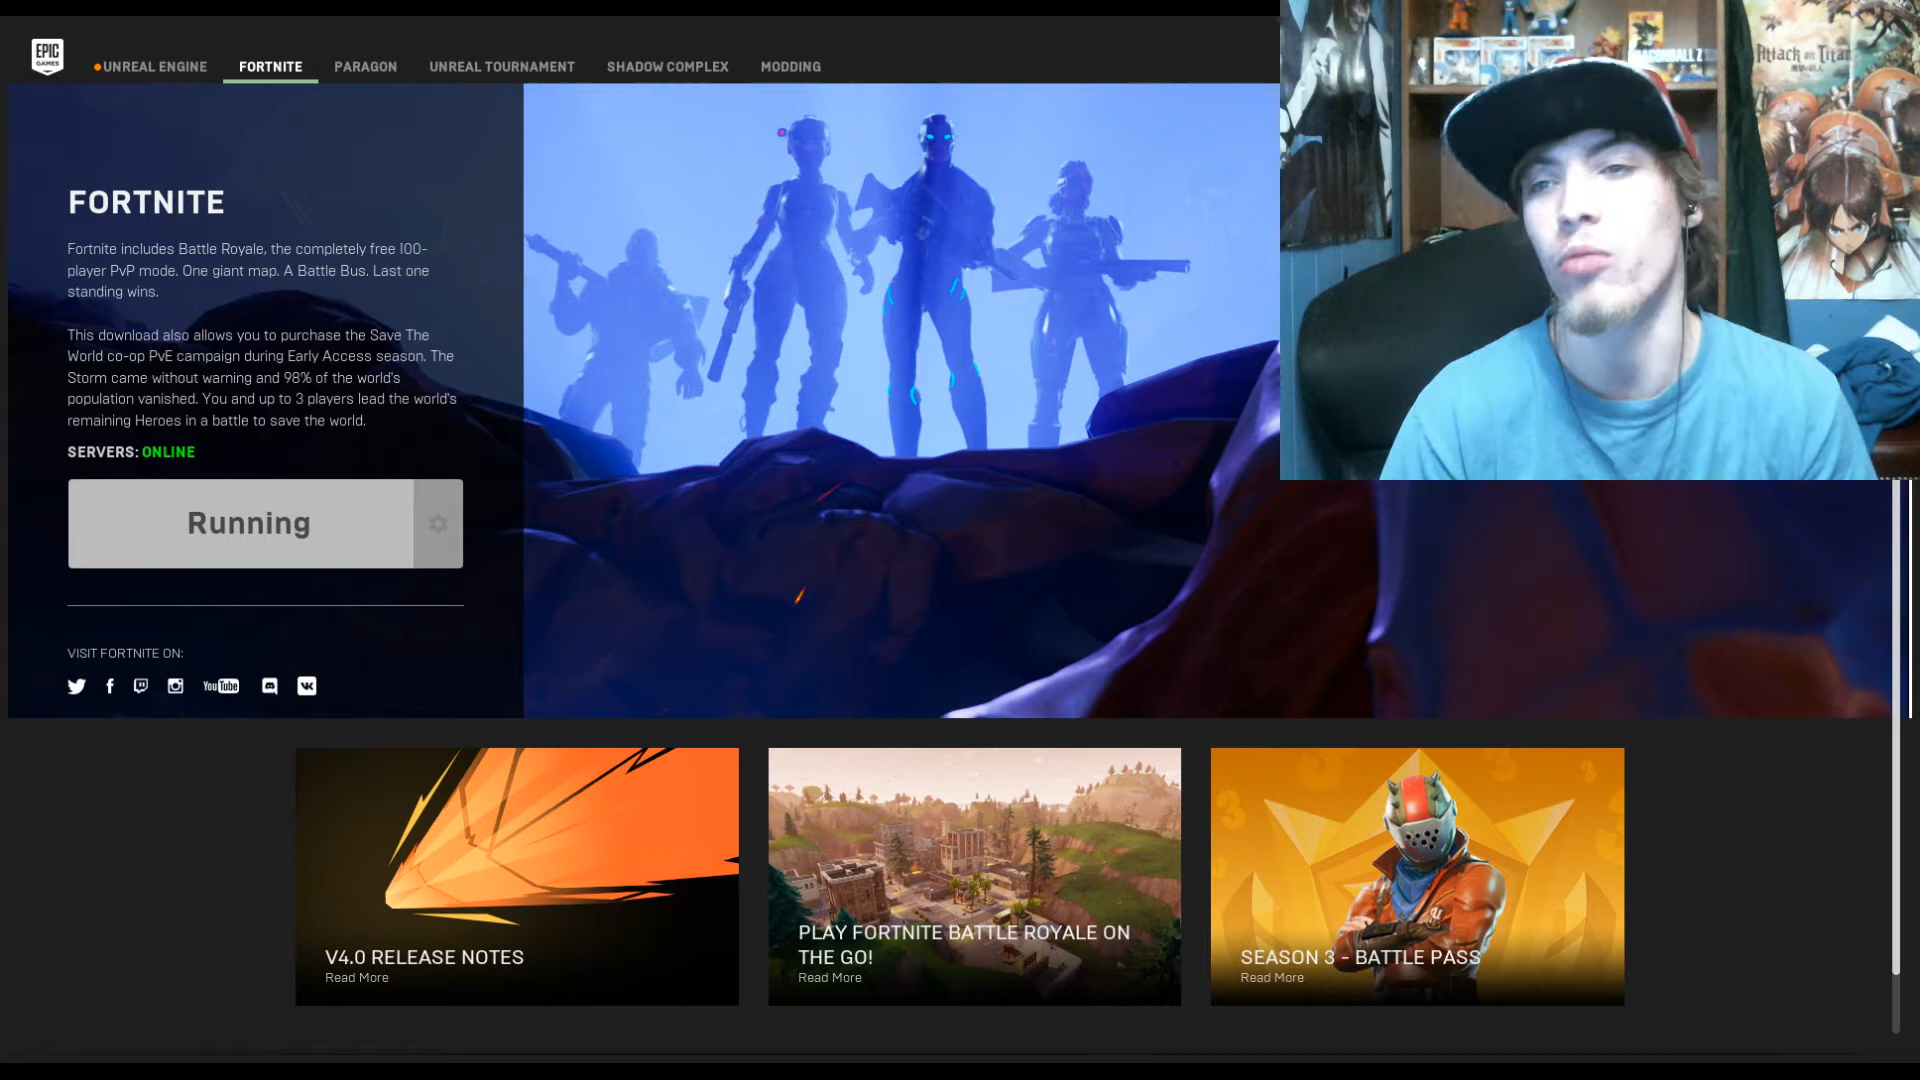 EPIC
GAMES
UNREAL ENGINE
FORTNITE
PARAGON
UNREAL TOURNAMENT
SHADOW COMPLEX
MODDING
FORTNITE
Fortnite includes Battle Royale, the completely free 100-
player PvP mode. One giant map. A Battle Bus. Last one
standing wins.
This download also allows you to purchase the Save The
World co-op PvE campaign during Early Access season. The
Storm came without warning and 98% of the world's
population vanished. You and up to 3 players lead the world's
remaining Heroes in a battle to save the world.
SERVERS: ONLINE
Running
VISIT FORTNITE ON:
YouTube
V4.0 RELEASE NOTES
Read More
PLAY FORTNITE BATTLE ROYALE ON
THE GO!
Read More
SEASON 3 - BATTLE PASS
Read More
DRAGONBALL Z
Attack on Titan